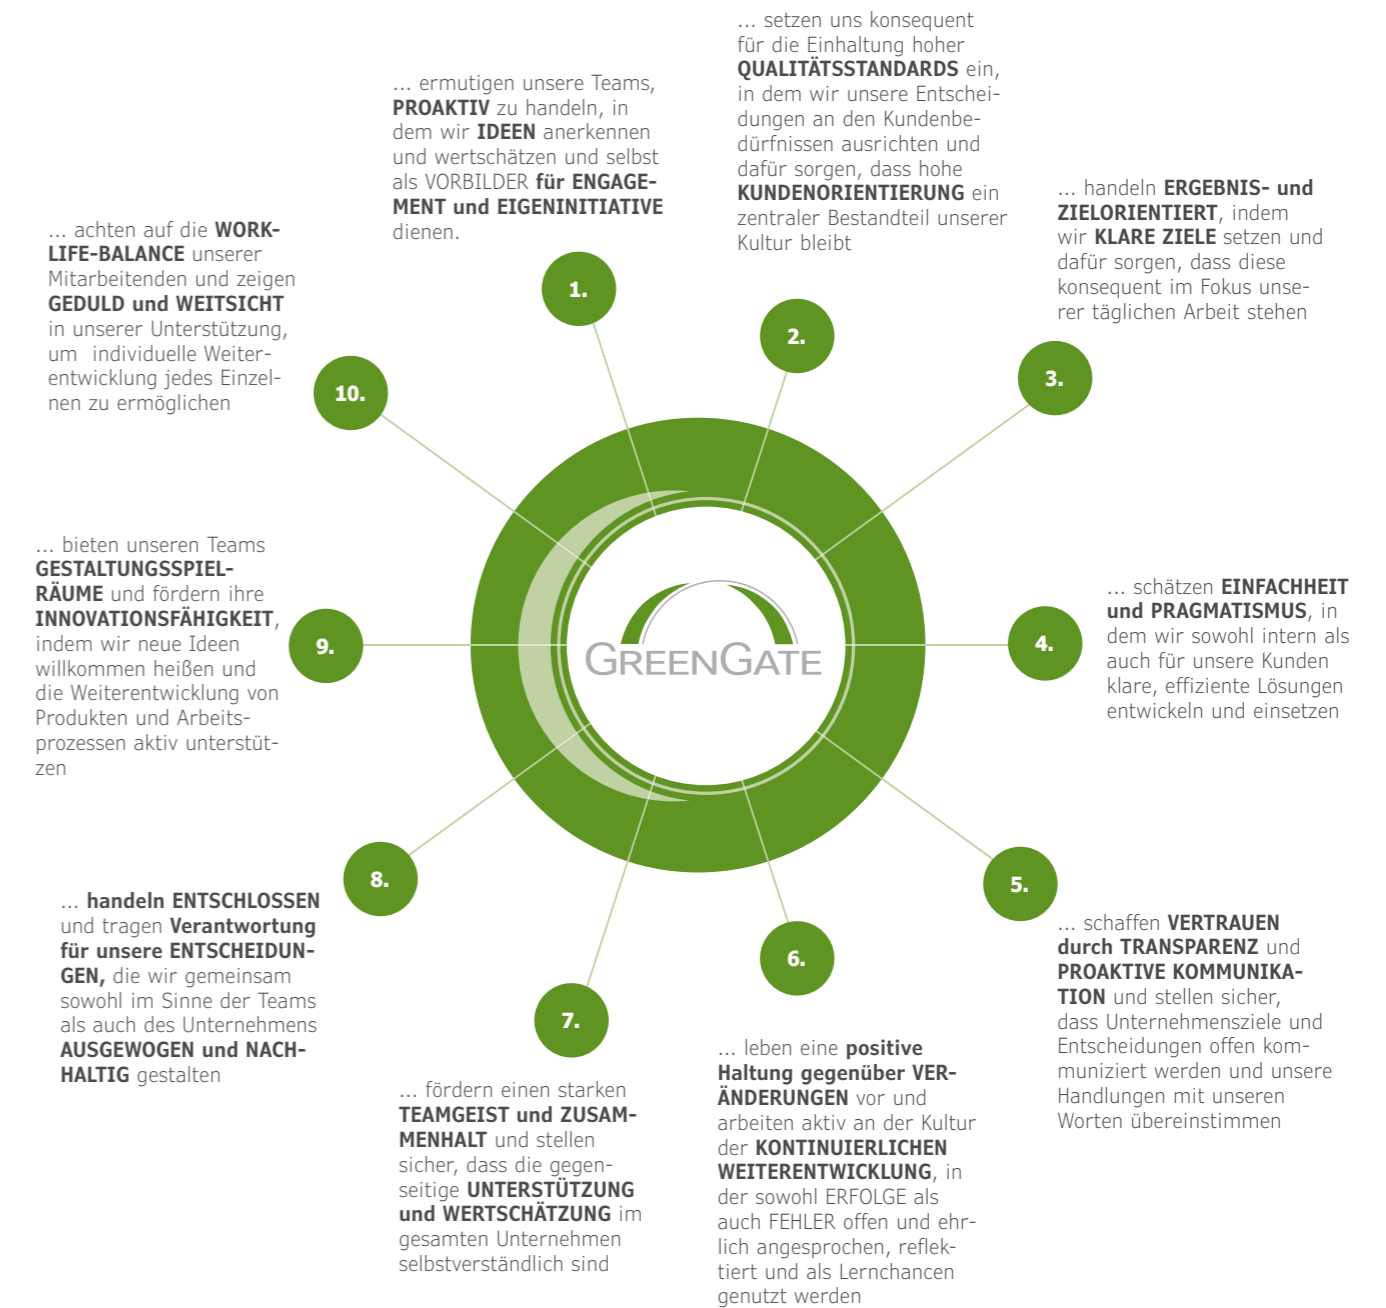 1.
... ermutigen unsere Teams,
PROAKTIV zu handeln, in
dem wir IDEEN anerkennen
und wertschätzen und selbst
als VORBILDER für ENGAGE-
MENT und EIGENINITIATIVE
dienen.
2.
... setzen uns konsequent
für die Einhaltung hoher
QUALITÄTSSTANDARDS ein,
in dem wir unsere Entschei-
dungen an den Kundenbe-
dürfnissen ausrichten und
dafür sorgen, dass hohe
KUNDENORIENTIERUNG ein
zentraler Bestandteil unserer
Kultur bleibt
3.
... handeln ERGEBNIS- und
ZIELORIENTIERT, indem
wir KLARE ZIELE setzen und
dafür sorgen, dass diese
konsequent im Fokus unse-
rer täglichen Arbeit stehen
4.
... schätzen EINFACHHEIT
und PRAGMATISMUS, in
dem wir sowohl intern als
auch für unsere Kunden
klare, effiziente Lösungen
entwickeln und einsetzen
5.
... schaffen VERTRAUEN
durch TRANSPARENZ und
PROAKTIVE KOMMUNIKA-
TION und stellen sicher,
dass Unternehmensziele und
Entscheidungen offen kom-
muniziert werden und unsere
Handlungen mit unseren
Worten übereinstimmen
6.
... leben eine positive
Haltung gegenüber VER-
ÄNDERUNGEN vor und
arbeiten aktiv an der Kultur
der KONTINUIERLICHEN
WEITERENTWICKLUNG, in
der sowohl ERFOLGE als
auch FEHLER offen und ehr-
lich angesprochen, reflek-
tiert und als Lernchancen
genutzt werden
7.
... fördern einen starken
TEAMGEIST und ZUSAM-
MENHALT und stellen
sicher, dass die gegen-
seitige UNTERSTÜTZUNG
und WERTSCHÄTZUNG im
gesamten Unternehmen
selbstverständlich sind
8.
... handeln ENTSCHLOSSEN
und tragen Verantwortung
für unsere ENTSCHEIDUN-
GEN, die wir gemeinsam
sowohl im Sinne der Teams
als auch des Unternehmens
AUSGEWOGEN und NACH-
HALTIG gestalten
9.
... bieten unseren Teams
GESTALTUNGSSPIEL-
RÄUME und fördern ihre
INNOVATIONSFÄHIGKEIT,
indem wir neue Ideen
willkommen heißen und
die Weiterentwicklung von
Produkten und Arbeits-
prozessen aktiv unterstüt-
zen
10.
... achten auf die WORK-
LIFE-BALANCE unserer
Mitarbeitenden und zeigen
GEDULD und WEITSICHT
in unserer Unterstützung,
um  individuelle Weiter-
entwicklung jedes Einzel-
nen zu ermöglichen
GREENGATE